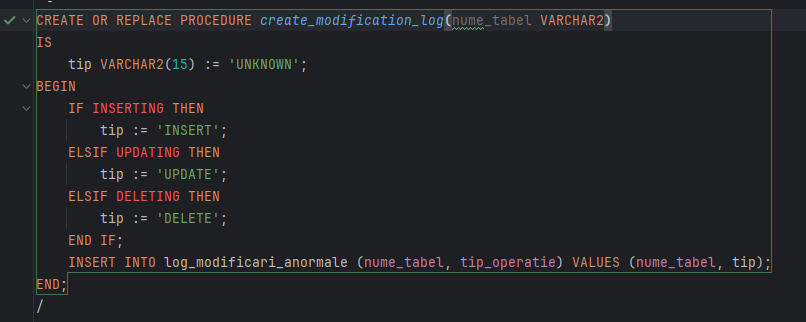 CREATE OR REPLACE PROCEDURE create_modification_log(nume_tabel VARCHAR2)
IS
    tip VARCHAR2(15) := 'UNKNOWN';
BEGIN
    IF INSERTING THEN
        tip := 'INSERT';
    ELSIF UPDATING THEN
        tip := 'UPDATE';
    ELSIF DELETING THEN
        tip := 'DELETE';
    END IF;
    INSERT INTO log_modificari_anormale (nume_tabel, tip_operatie) VALUES (nume_tabel, tip);
END;
/